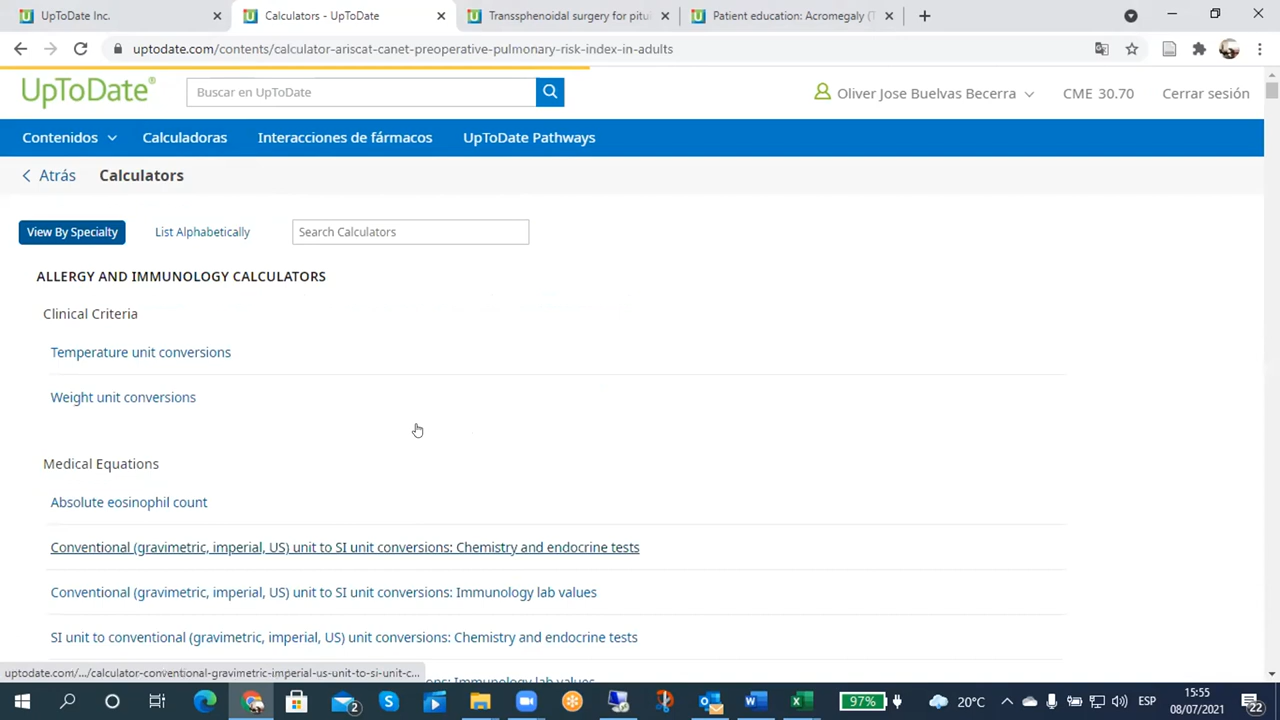 UpToDate Inc.
Calculators - UpToDate
Transsphenoidal surgery for pitu
Patient education: Acromegaly (T
uptodate.com/contents/calculator-ariscat-canet-preoperative-pulmonary-risk-index-in-adults
UpToDate®
Buscar en UpToDate
Oliver Jose Buelvas Becerra
CME 30.70
Cerrar sesión
Contenidos
Calculadoras
Interacciones de fármacos
UpToDate Pathways
Atrás
Calculators
View By Specialty
List Alphabetically
Search Calculators
ALLERGY AND IMMUNOLOGY CALCULATORS
Clinical Criteria
Temperature unit conversions
Weight unit conversions
Medical Equations
Absolute eosinophil count
Conventional (gravimetric, imperial, US) unit to SI unit conversions: Chemistry and endocrine tests
Conventional (gravimetric, imperial, US) unit to SI unit conversions: Immunology lab values
SI unit to conventional (gravimetric, imperial, US) unit conversions: Chemistry and endocrine tests
uptodate.com/.../calculator-conventional-gravimetric-imperial-us-unit-to-si-unit-c...
ons: Immunology lab values
2
97%
20°C
ESP
15:55
08/07/2021
22